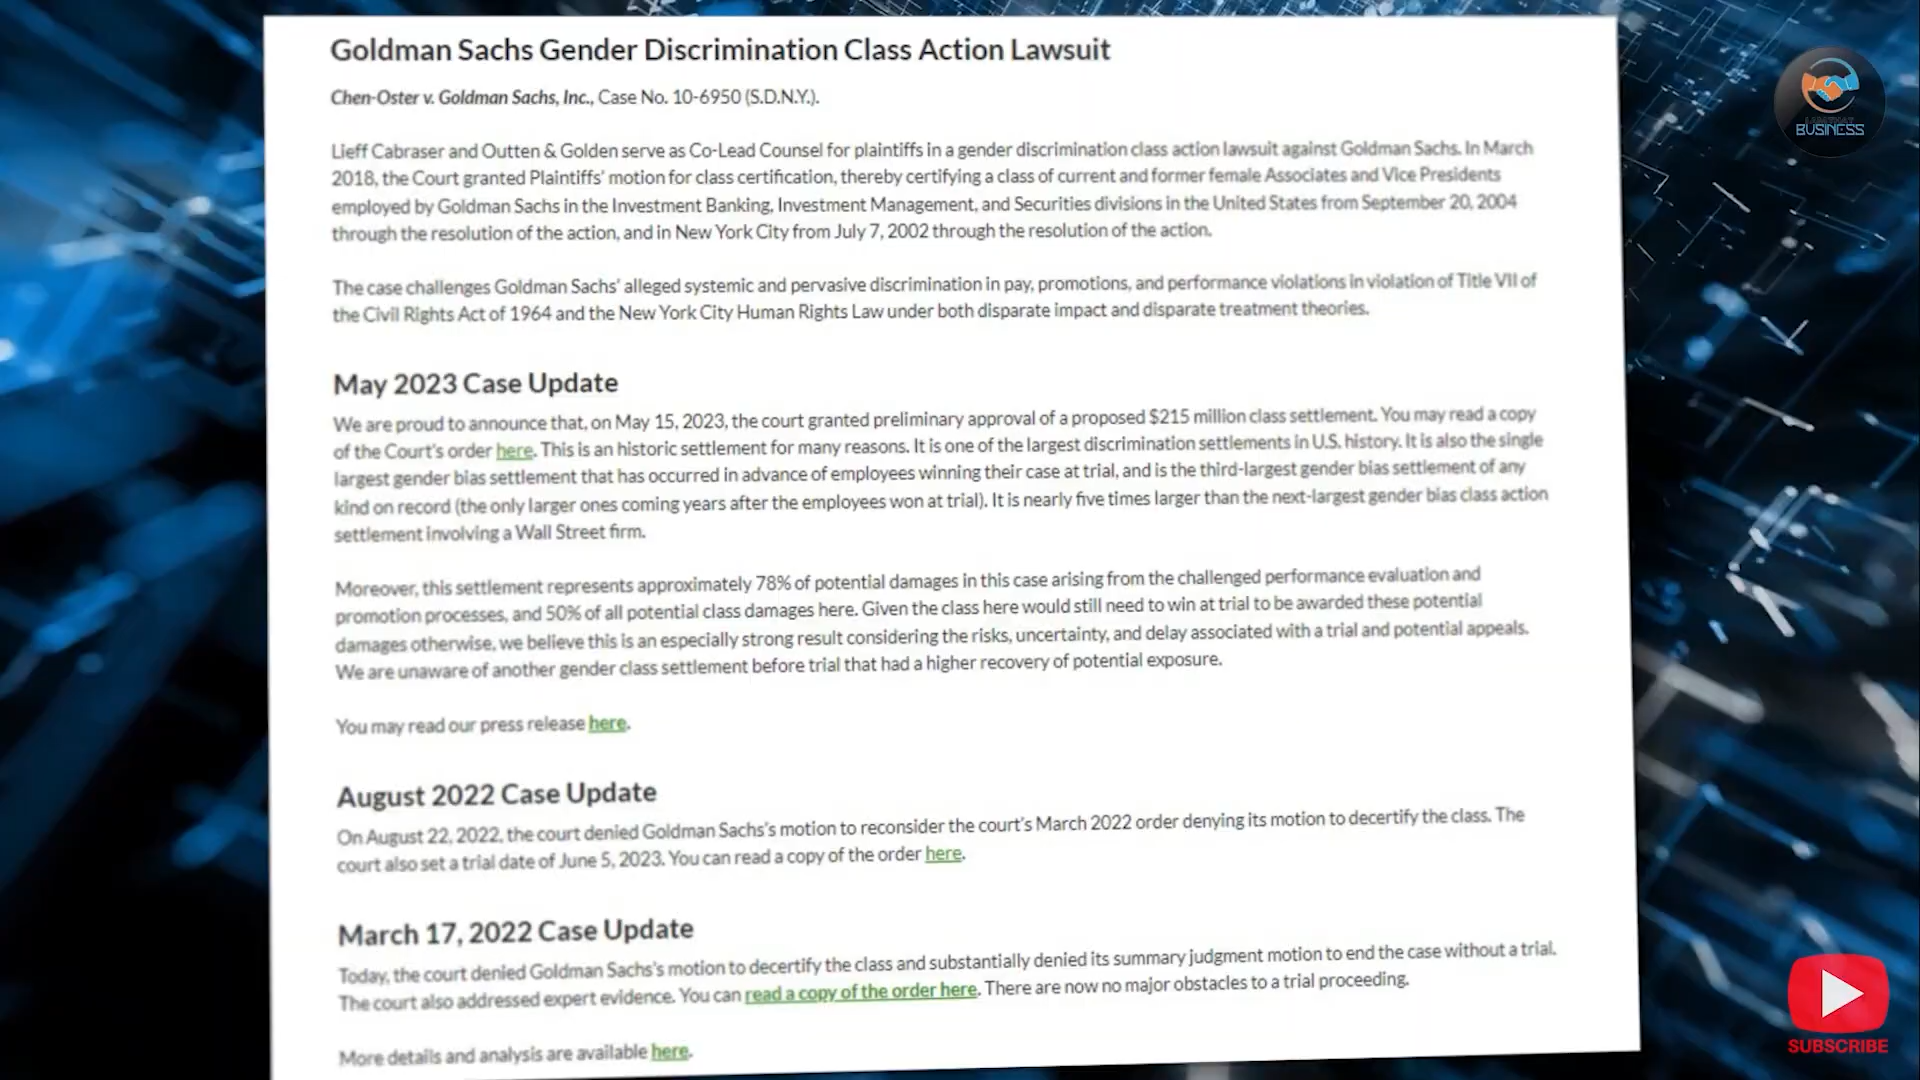 Goldman Sachs Gender Discrimination Class Action Lawsuit
Chen-Oster v. Goldman Sachs, Inc., Case No. 10-6950 (S.D.N.Y.).
Lieff Cabraser and Outten & Golden serve as Co-Lead Counsel for plaintiffs in a gender discrimination class action lawsuit against Goldman Sachs. In March
2018, the Court granted Plaintiffs' motion for class certification, thereby certifying a class of current and former female Associates and Vice Presidents
employed by Goldman Sachs in the Investment Banking, Investment Management, and Securities divisions in the United States from September 20, 2004
through the resolution of the action, and in New York City from July 7, 2002 through the resolution of the action.
The case challenges Goldman Sachs' alleged systemic and pervasive discrimination in pay, promotions, and performance violations in violation of Title VII of
the Civil Rights Act of 1964 and the New York City Human Rights Law under both disparate impact and disparate treatment theories.
May 2023 Case Update
We are proud to announce that, on May 15, 2023, the court granted preliminary approval of a proposed $215 million class settlement. You may read a copy
of the Court's order here. This is an historic settlement for many reasons. It is one of the largest discrimination settlements in U.S. history. It is also the single
largest gender bias settlement that has occurred in advance of employees winning their case at trial, and is the third-largest gender bias settlement of any
kind on record (the only larger ones coming years after the employees won at trial). It is nearly five times larger than the next-largest gender bias class action
settlement involving a Wall Street firm.
Moreover, this settlement represents approximately 78% of potential damages in this case arising from the challenged performance evaluation and
promotion processes, and 50% of all potential class damages here. Given the class here would still need to win at trial to be awarded these potential
damages otherwise, we believe this is an especially strong result considering the risks, uncertainty, and delay associated with a trial and potential appeals.
We are unaware of another gender class settlement before trial that had a higher recovery of potential exposure.
You may read our press release here.
August 2022 Case Update
On August 22, 2022, the court denied Goldman Sachs's motion to reconsider the court's March 2022 order denying its motion to decertify the class. The
court also set a trial date of June 5, 2023. You can read a copy of the order here.
March 17, 2022 Case Update
Today, the court denied Goldman Sachs's motion to decertify the class and substantially denied its summary judgment motion to end the case without a trial.
The court also addressed expert evidence. You can read a copy of the order here. There are now no major obstacles to a trial proceeding.
More details and analysis are available here.
BUSINESS
SUBSCRIBE